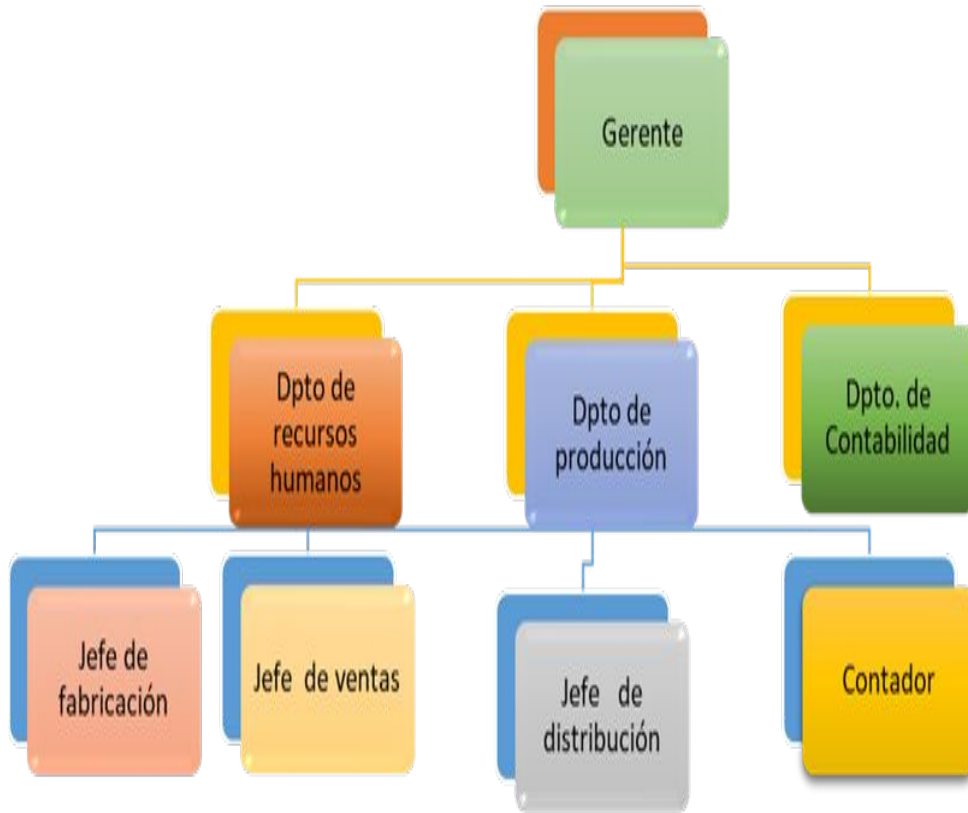 Gerente
Dpto de
recursos
humanos
Dpto de
producción
Dpto. de
Contabilidad
Jefe de
fabricación
Jefe de ventas
Jefe de
distribución
Contador